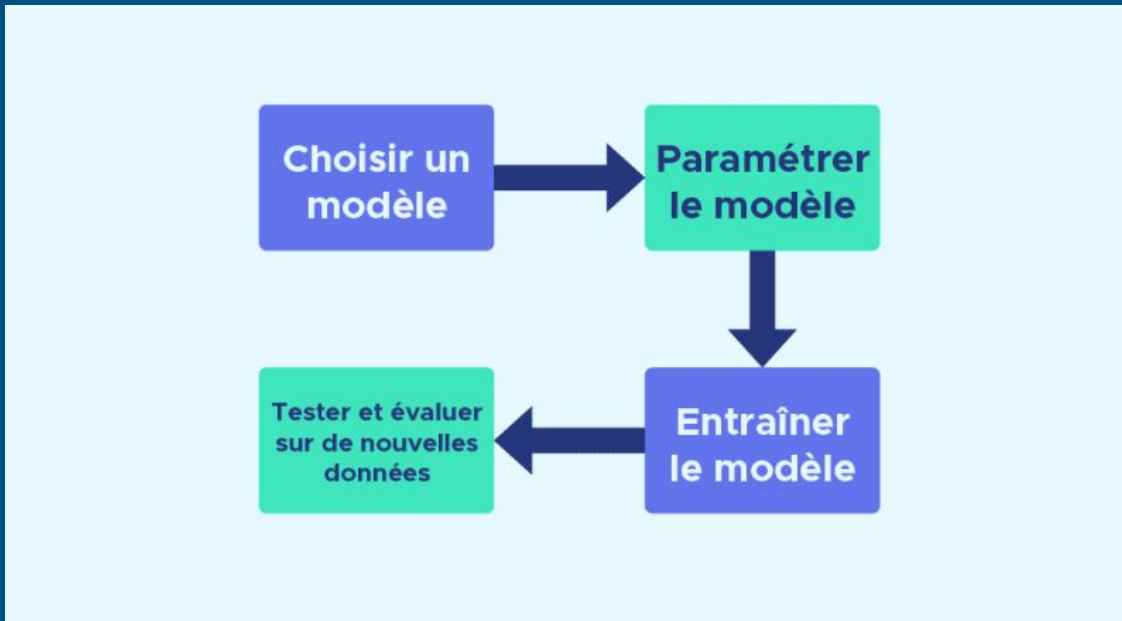 Choisir un
modèle
Paramétrer
le modèle
Entraîner
le modèle
Tester et évaluer
sur de nouvelles
données